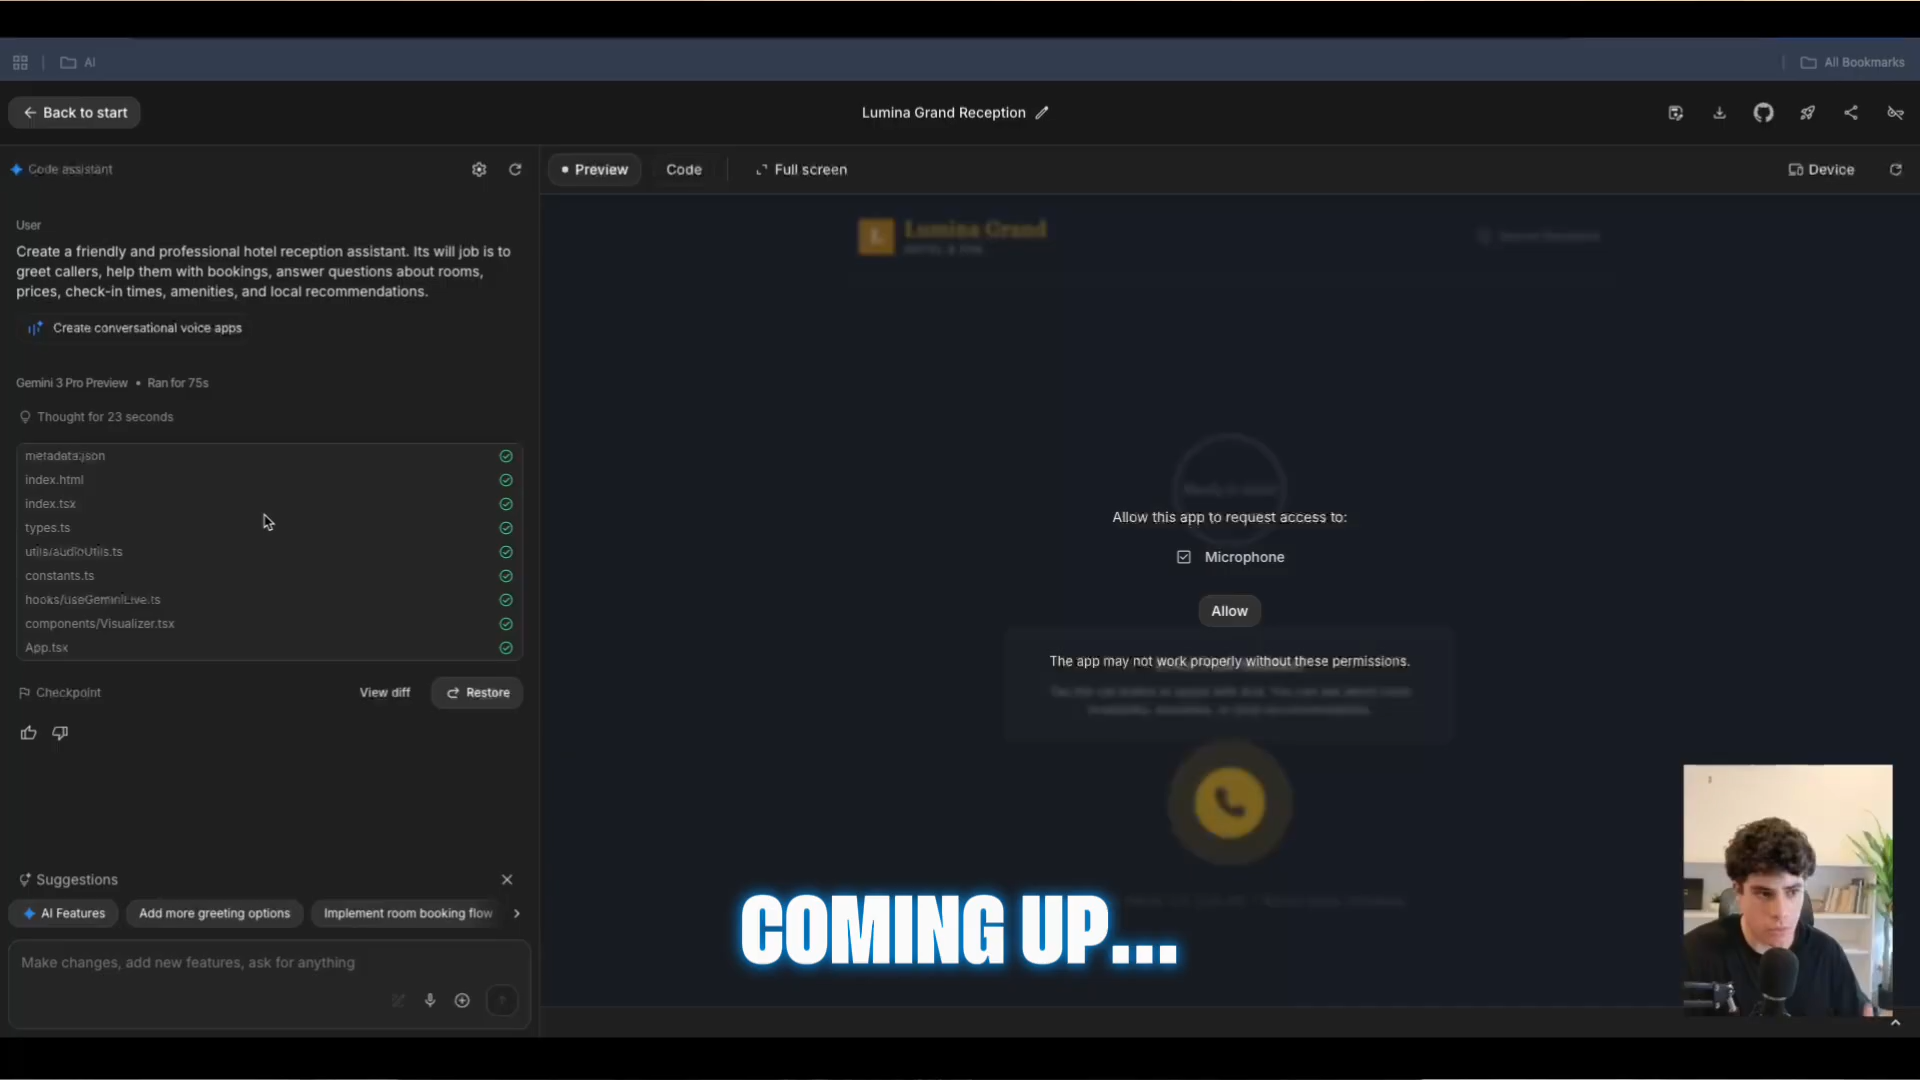 AI
All Bookmarks
Back to start
Lumina Grand Reception
Code assistant
Preview
Code
Full screen
Device
User
Create a friendly and professional hotel reception assistant. Its will job is to
greet callers, help them with bookings, answer questions about rooms,
prices, check-in times, amenities, and local recommendations.
Create conversational voice apps
Gemini 3 Pro Preview • Ran for 75s
Thought for 23 seconds
metadata.json
index.html
index.tsx
types.ts
utils/audioUtils.ts
constants.ts
hooks/useGeminiLive.ts
components/Visualizer.tsx
App.tsx
Checkpoint
View diff
Restore
Suggestions
AI Features
Add more greeting options
Implement room booking flow
Make changes, add new features, ask for anything
L
Lumina Grand
HOTEL & SPA
Allow this app to request access to:
Microphone
Allow
The app may not work properly without these permissions.
COMING UP...